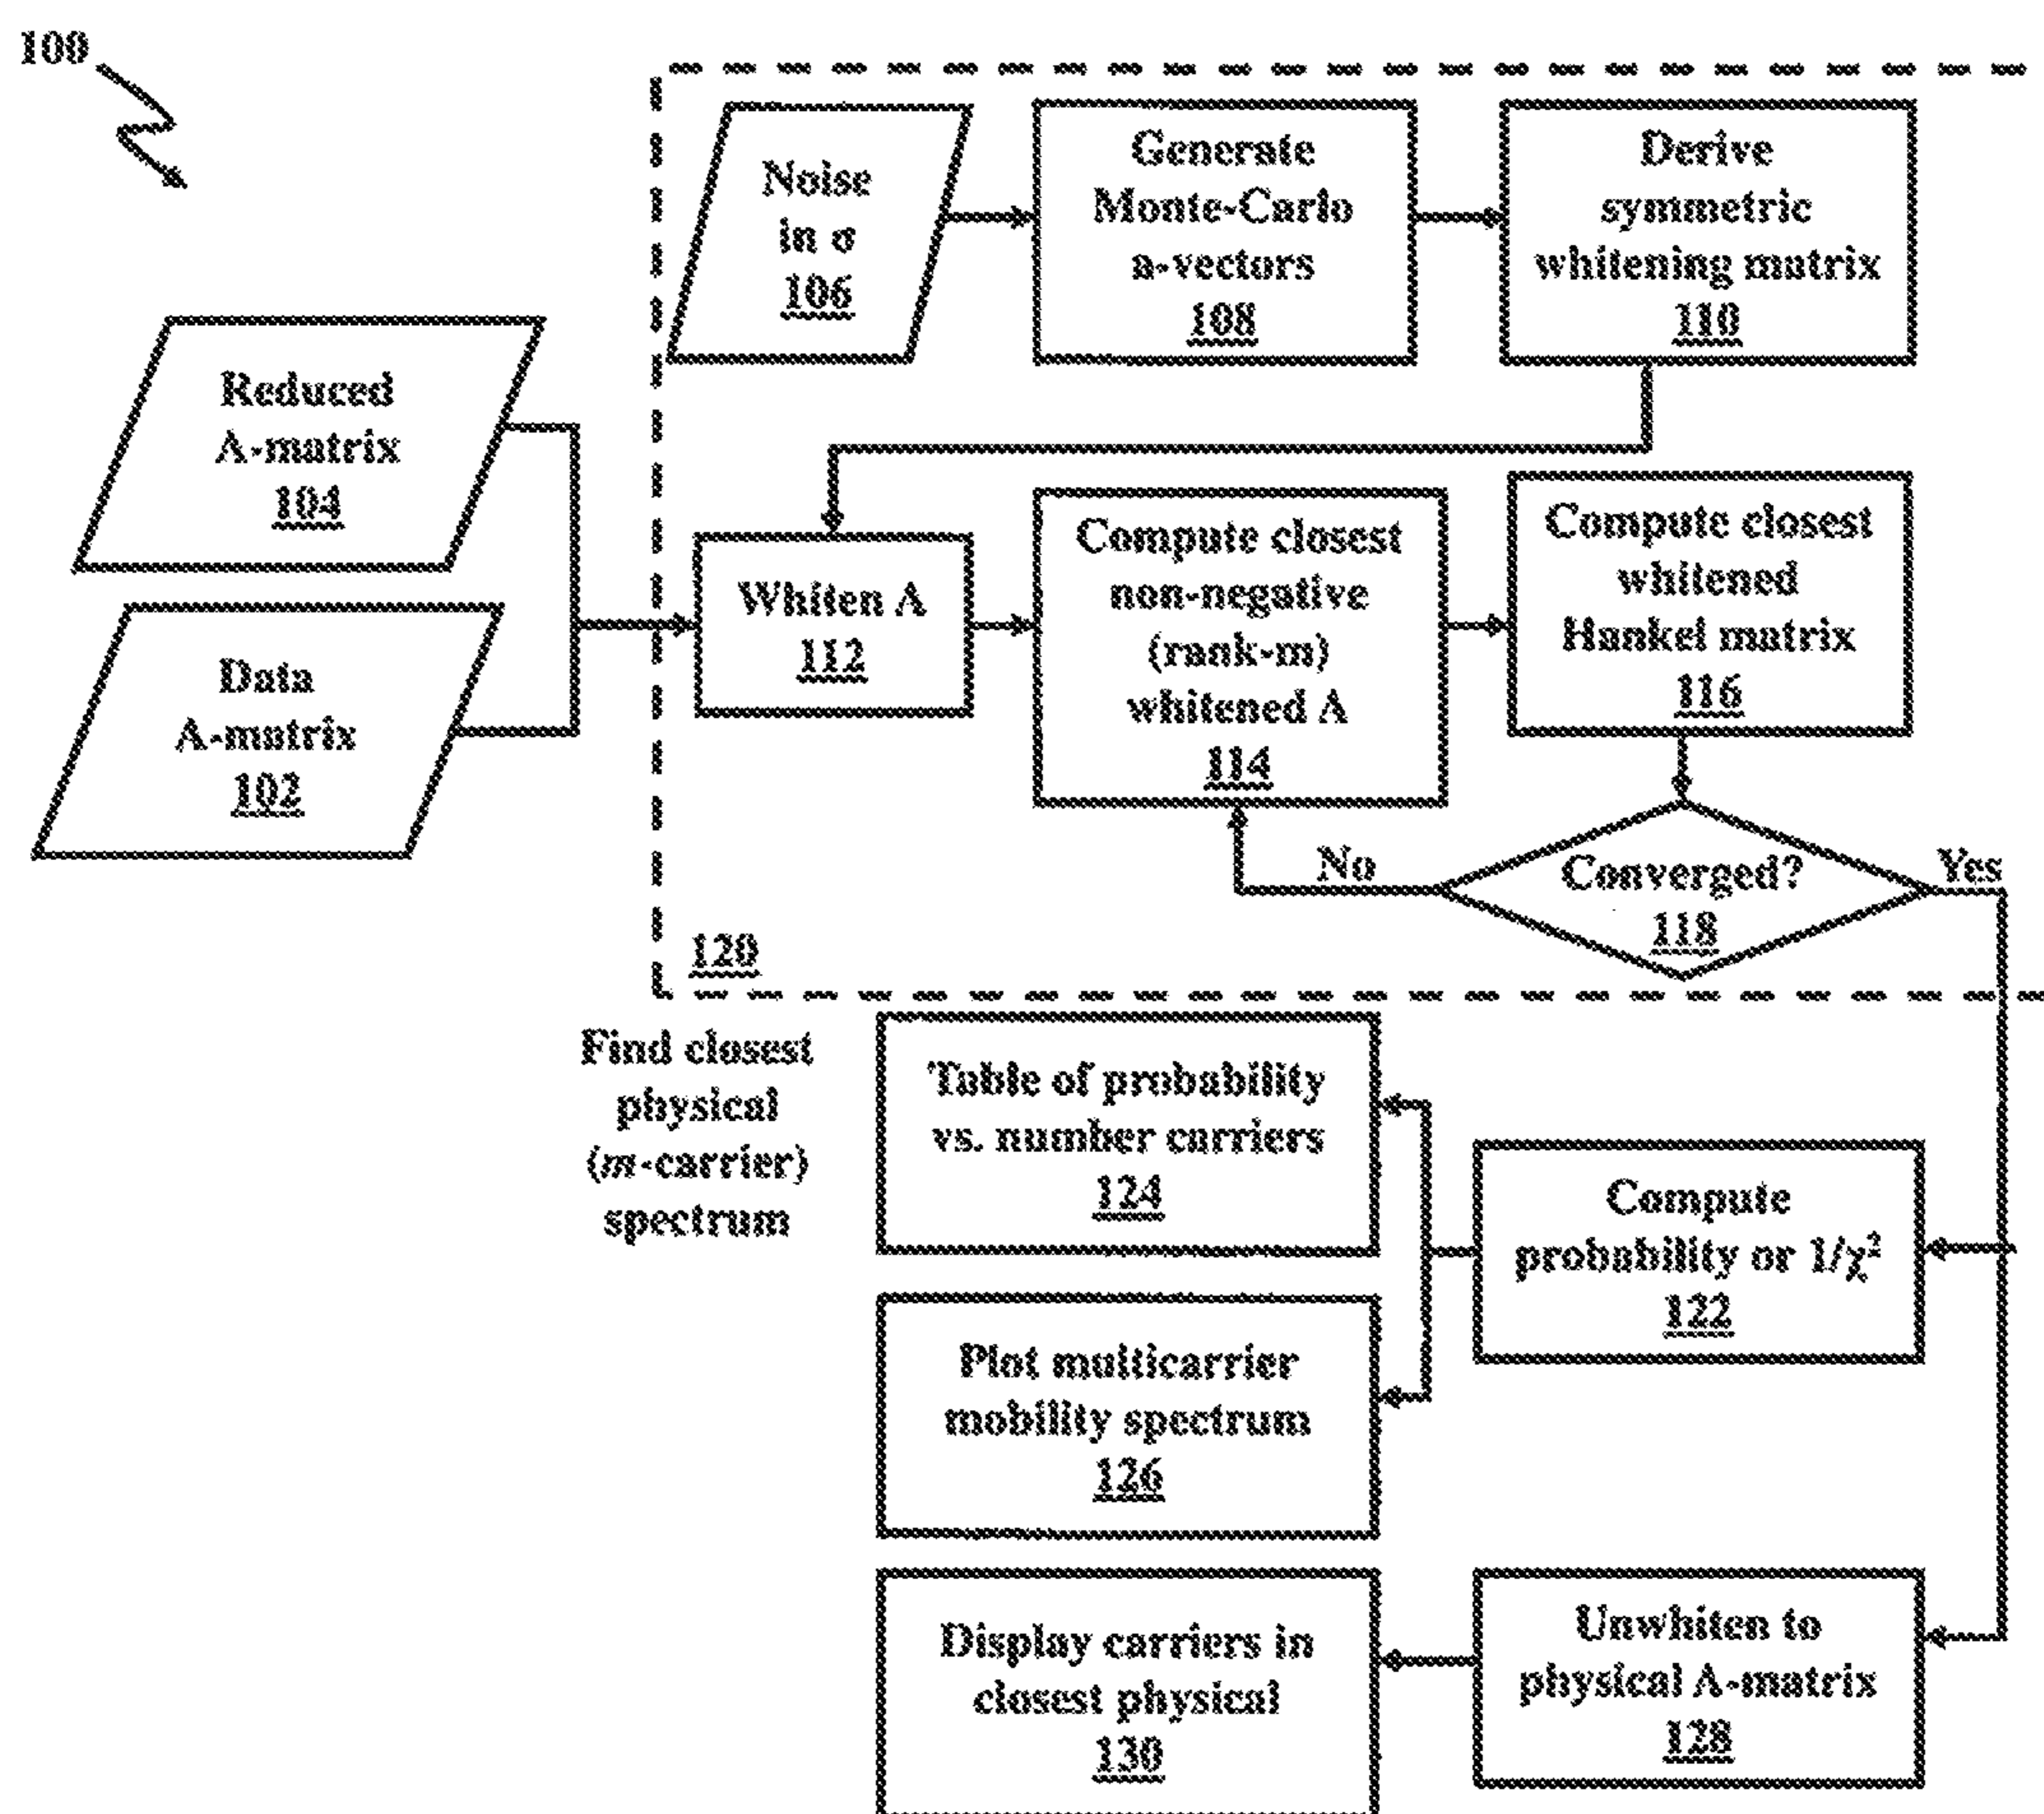 100
Noise
in σ
106
Generate
Monte-Carlo
a-vectors
108
Derive
symmetric
whitening matrix
110
Reduced
A-matrix
104
Data
A-matrix
102
Whiten A
112
Compute closest
non-negative
(rank-m)
whitened A
114
Compute closest
whitened
Hankel matrix
116
Converged?
118
No
Yes
120
Find closest
physical
(m-carrier)
spectrum
Table of probability
vs. number carriers
124
Compute
probability or 1/χ²
122
Plot multicarrier
mobility spectrum
126
Unwhiten to
physical A-matrix
128
Display carriers in
closest physical
130